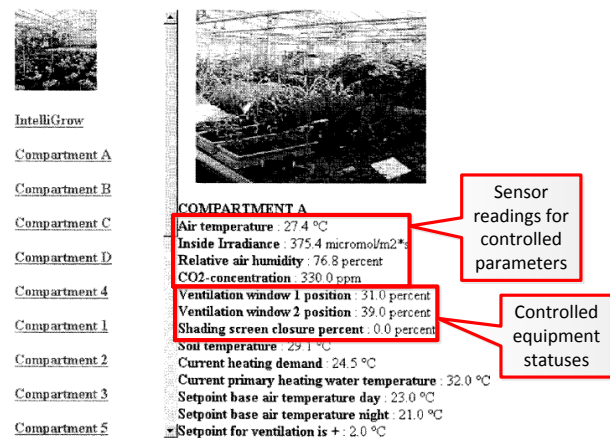 IntelliGrow
Compartment A
Compartment B
Compartment C
Compartment D
Compartment 4
Compartment 1
Compartment 2
Compartment 3
Compartment 5
COMPARTMENT A
Air temperature : 27.4 °C
Inside Irradiance : 375.4 micromol/m2*s
Relative air humidity : 76.8 percent
CO2-concentration : 330.0 ppm
Ventilation window 1 position : 31.0 percent
Ventilation window 2 position : 39.0 percent
Shading screen closure percent : 0.0 percent
Soil temperature : 29.1 °C
Current heating demand : 24.5 °C
Current primary heating water temperature : 32.0 °C
Setpoint base air temperature day : 23.0 °C
Setpoint base air temperature night : 21.0 °C
Setpoint for ventilation is + : 2.0 °C
Sensor
readings for
controlled
parameters
Controlled
equipment
statuses